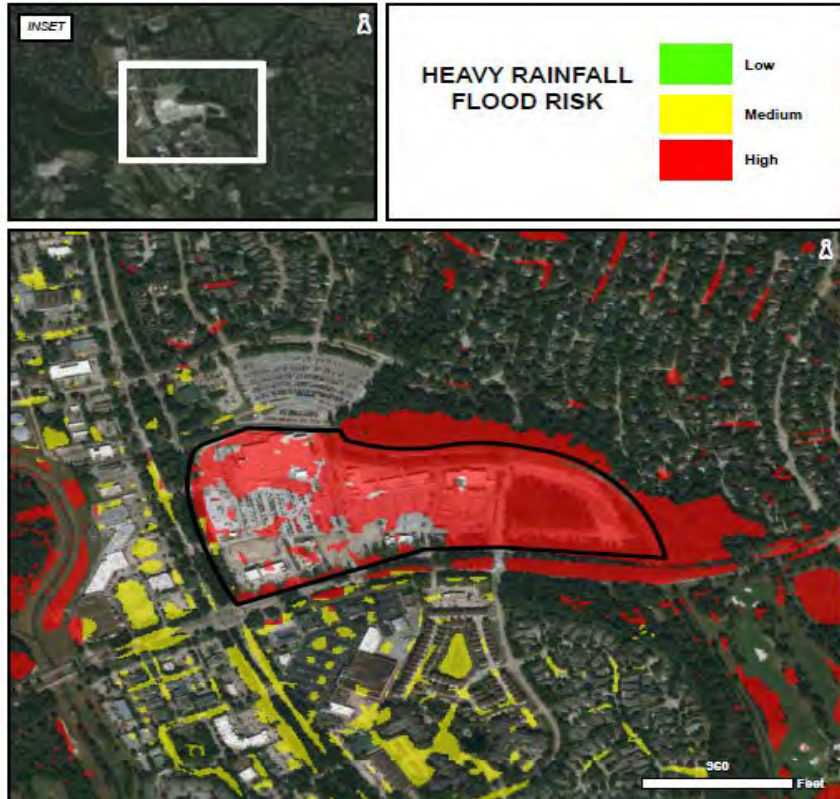 INSET
HEAVY RAINFALL
FLOOD RISK
Low
Medium
High
960
Feet